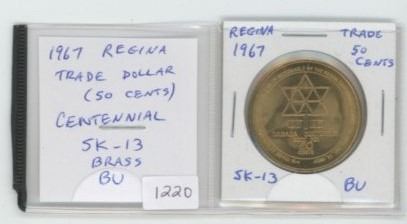 1967 REGINA
TRADE DOLLAR
(50 CENTS)
CENTENNIAL
SK-13
BRASS
BU
1220
REGINA
1967
TRADE
50
CENTS
SK-13
BU